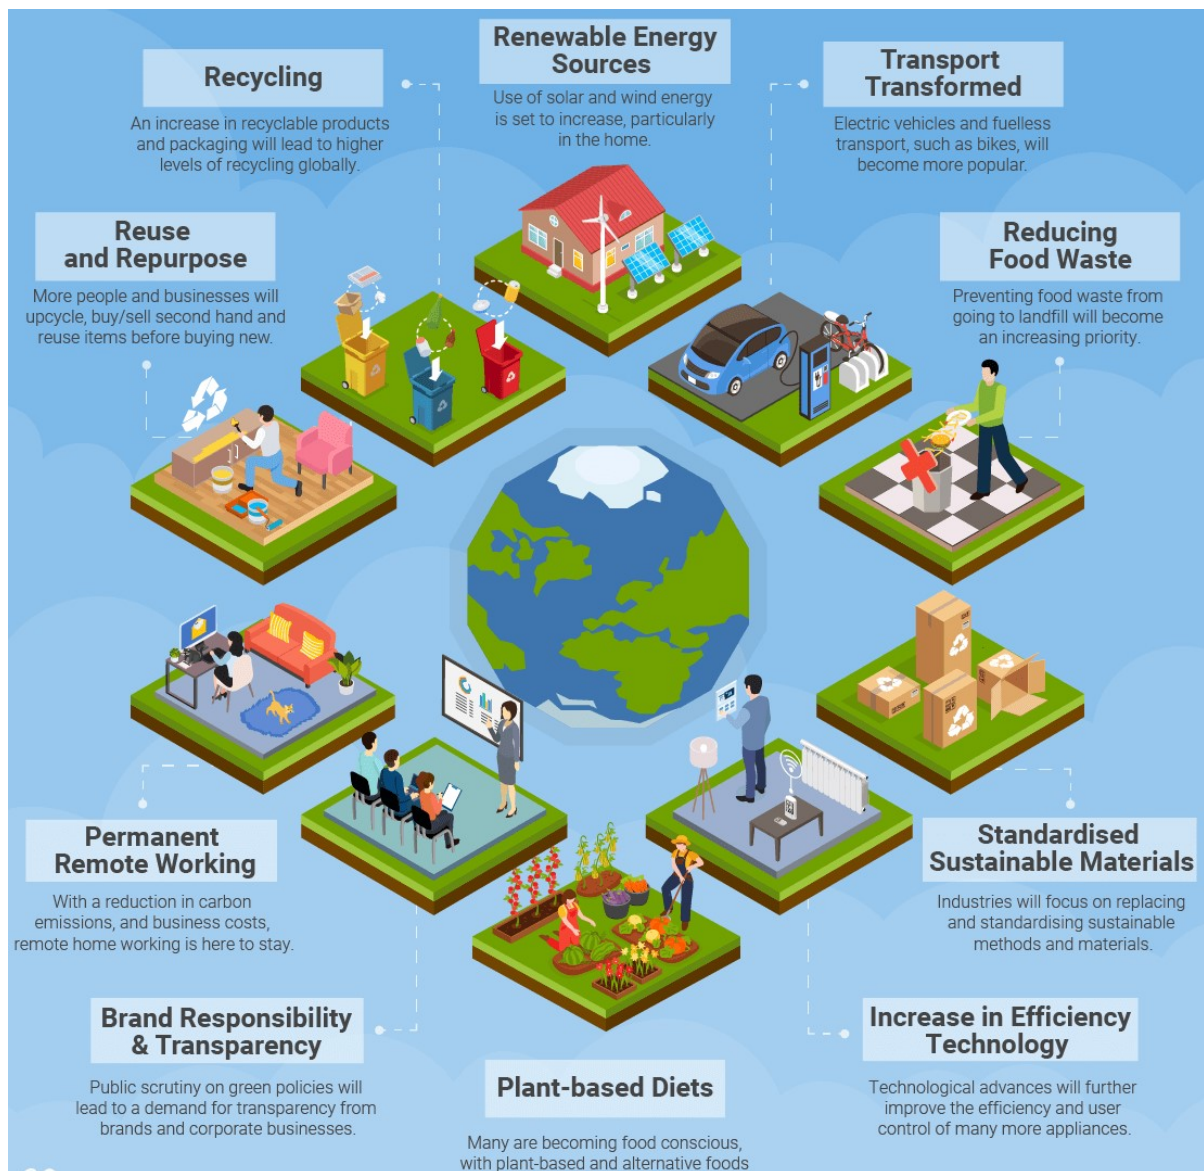 Renewable Energy
Sources
Use of solar and wind energy
is set to increase, particularly
in the home.
Recycling
An increase in recyclable products
and packaging will lead to higher
levels of recycling globally.
Transport
Transformed
Electric vehicles and fuelless
transport, such as bikes, will
become more popular.
Reuse
and Repurpose
More people and businesses will
upcycle, buy/sell second hand and
reuse items before buying new.
Reducing
Food Waste
Preventing food waste from
going to landfill will become
an increasing priority.
Permanent
Remote Working
With a reduction in carbon
emissions, and business costs,
remote home working is here to stay.
Standardised
Sustainable Materials
Industries will focus on replacing
and standardising sustainable
methods and materials.
Brand Responsibility
& Transparency
Public scrutiny on green policies will
lead to a demand for transparency from
brands and corporate businesses.
Increase in Efficiency
Technology
Technological advances will further
improve the efficiency and user
control of many more appliances.
Plant-based Diets
Many are becoming food conscious,
with plant-based and alternative foods